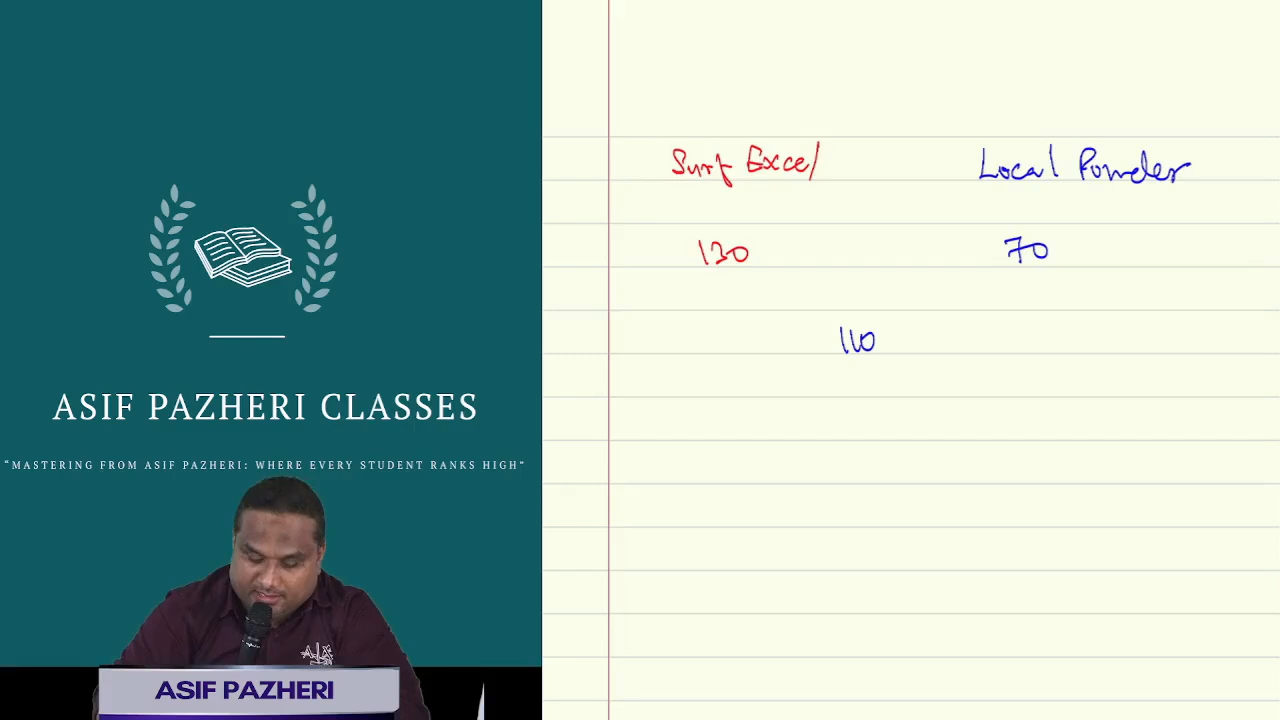 Surf Excel Local Powder
130 70
110
ASIF PAZHERI CLASSES
"MASTERING FROM ASIF PAZHERI: WHERE EVERY STUDENT RANKS HIGH"
ASIF PAZHERI